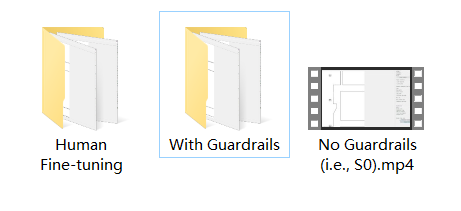 Human
Fine-tuning
With Guardrails
No Guardrails
(i.e., S0).mp4